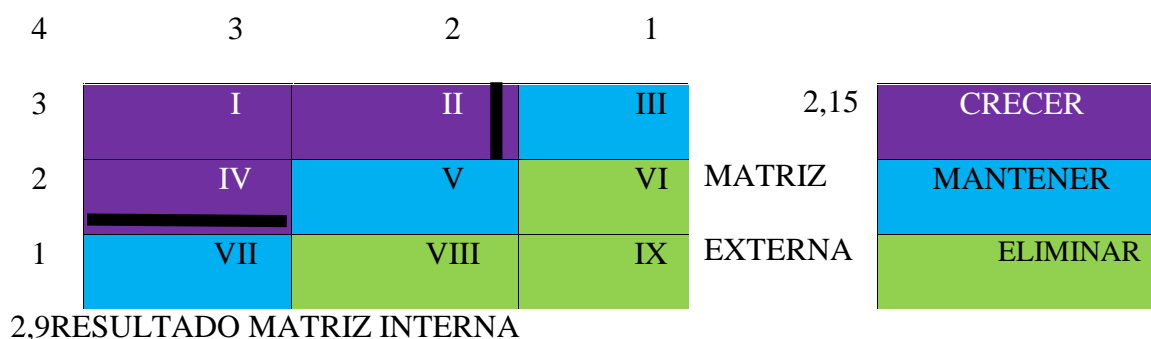 4 3 2 1
3 I II III 2,15 CRECER
2 IV V VI MATRIZ MANTENER
1 VII VIII IX EXTERNA ELIMINAR
2,9RESULTADO MATRIZ INTERNA